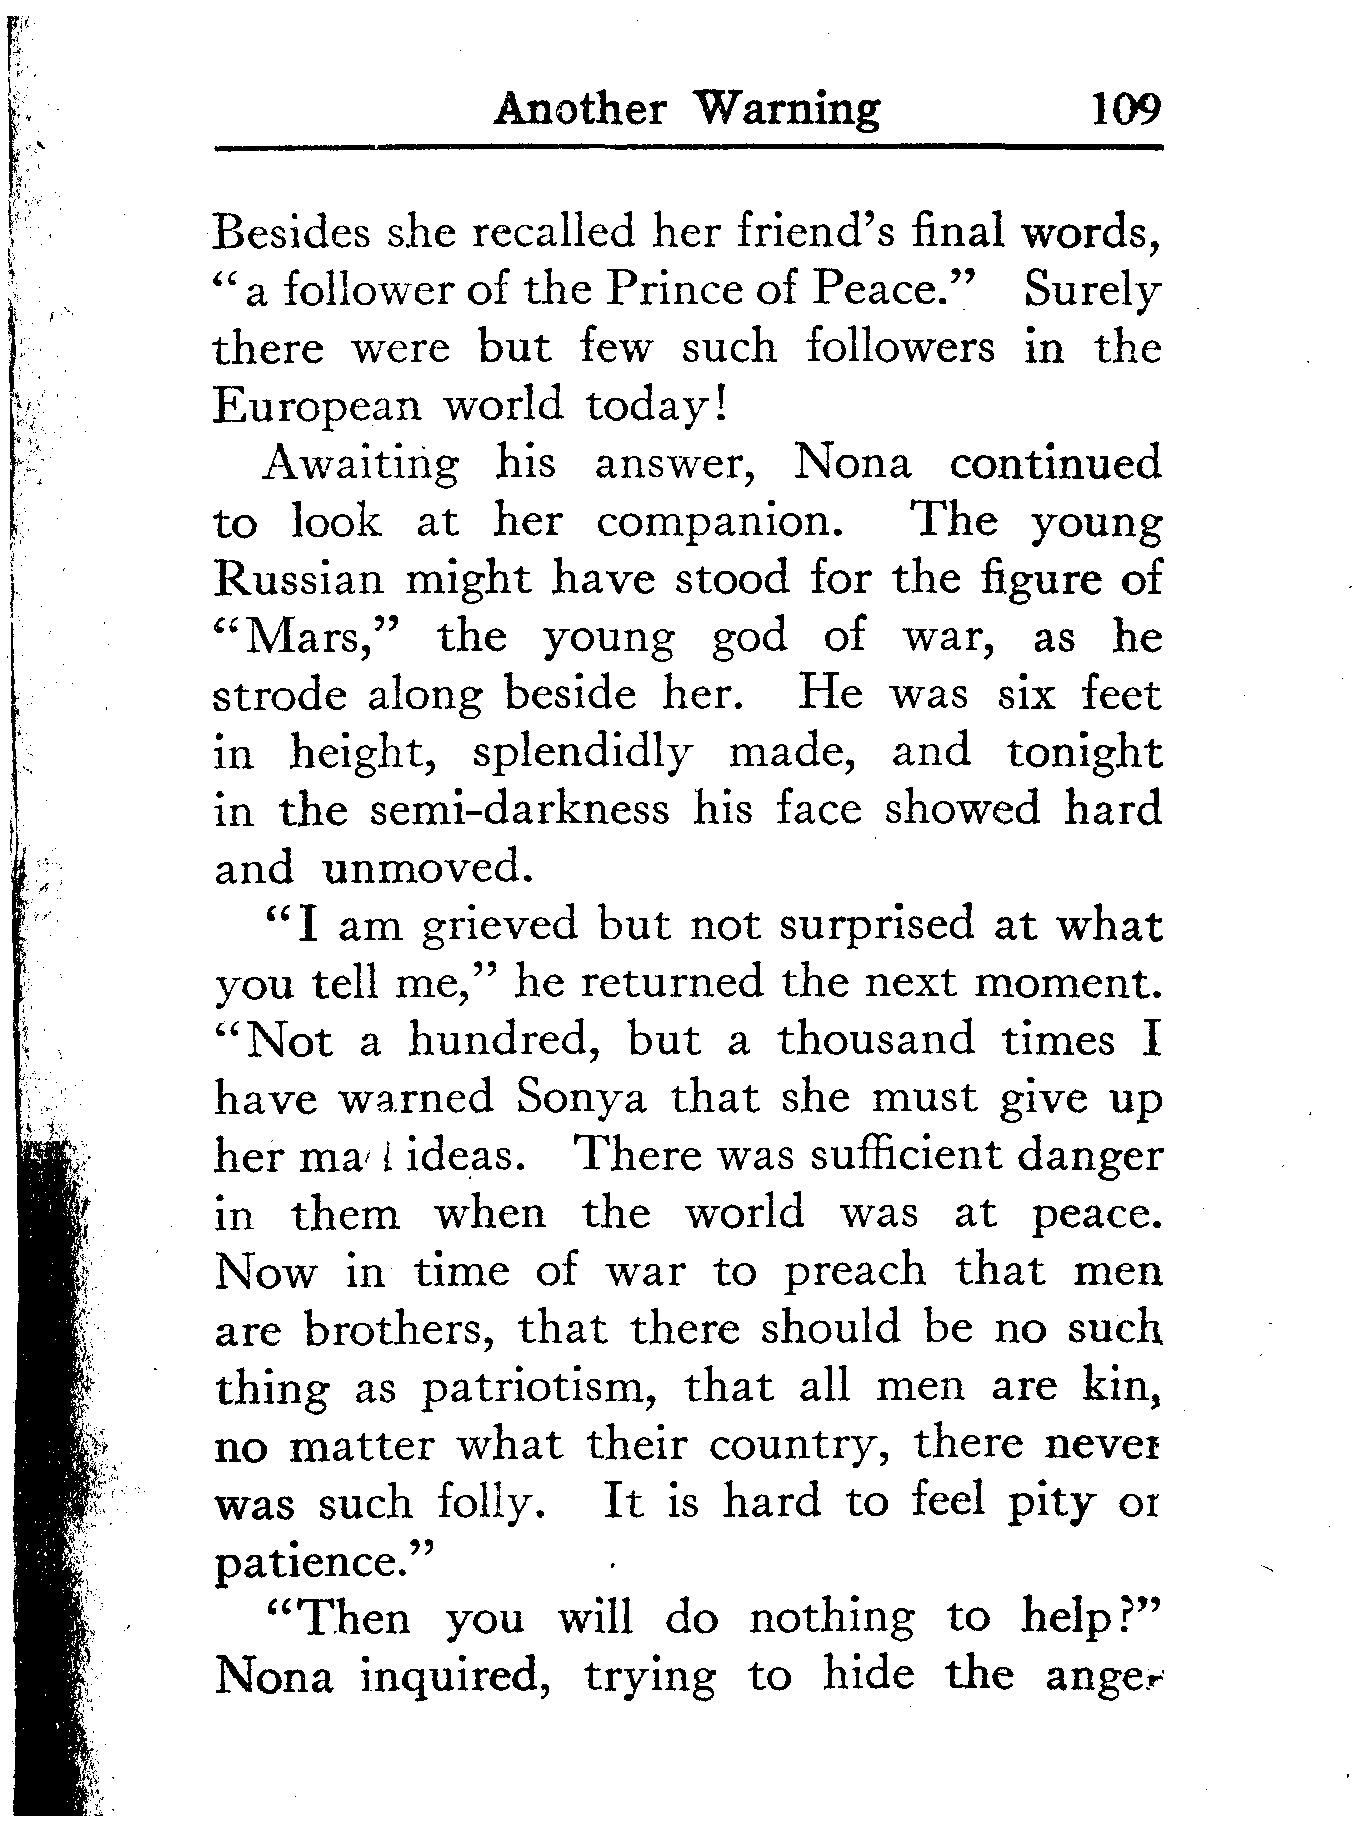 Another Warning 109
Besides she recalled her friend's final words,
"a follower of the Prince of Peace." Surely
there were but few such followers in the
European world today!
Awaiting his answer, Nona continued
to look at her companion. The young
Russian might have stood for the figure of
"Mars," the young god of war, as he
strode along beside her. He was six feet
in height, splendidly made, and tonight
in the semi-darkness his face showed hard
and unmoved.
"I am grieved but not surprised at what
you tell me," he returned the next moment.
"Not a hundred, but a thousand times I
have warned Sonya that she must give up
her mad ideas. There was sufficient danger
in them when the world was at peace.
Now in time of war to preach that men
are brothers, that there should be no such
thing as patriotism, that all men are kin,
no matter what their country, there never
was such folly. It is hard to feel pity or
patience."
"Then you will do nothing to help?"
Nona inquired, trying to hide the anger